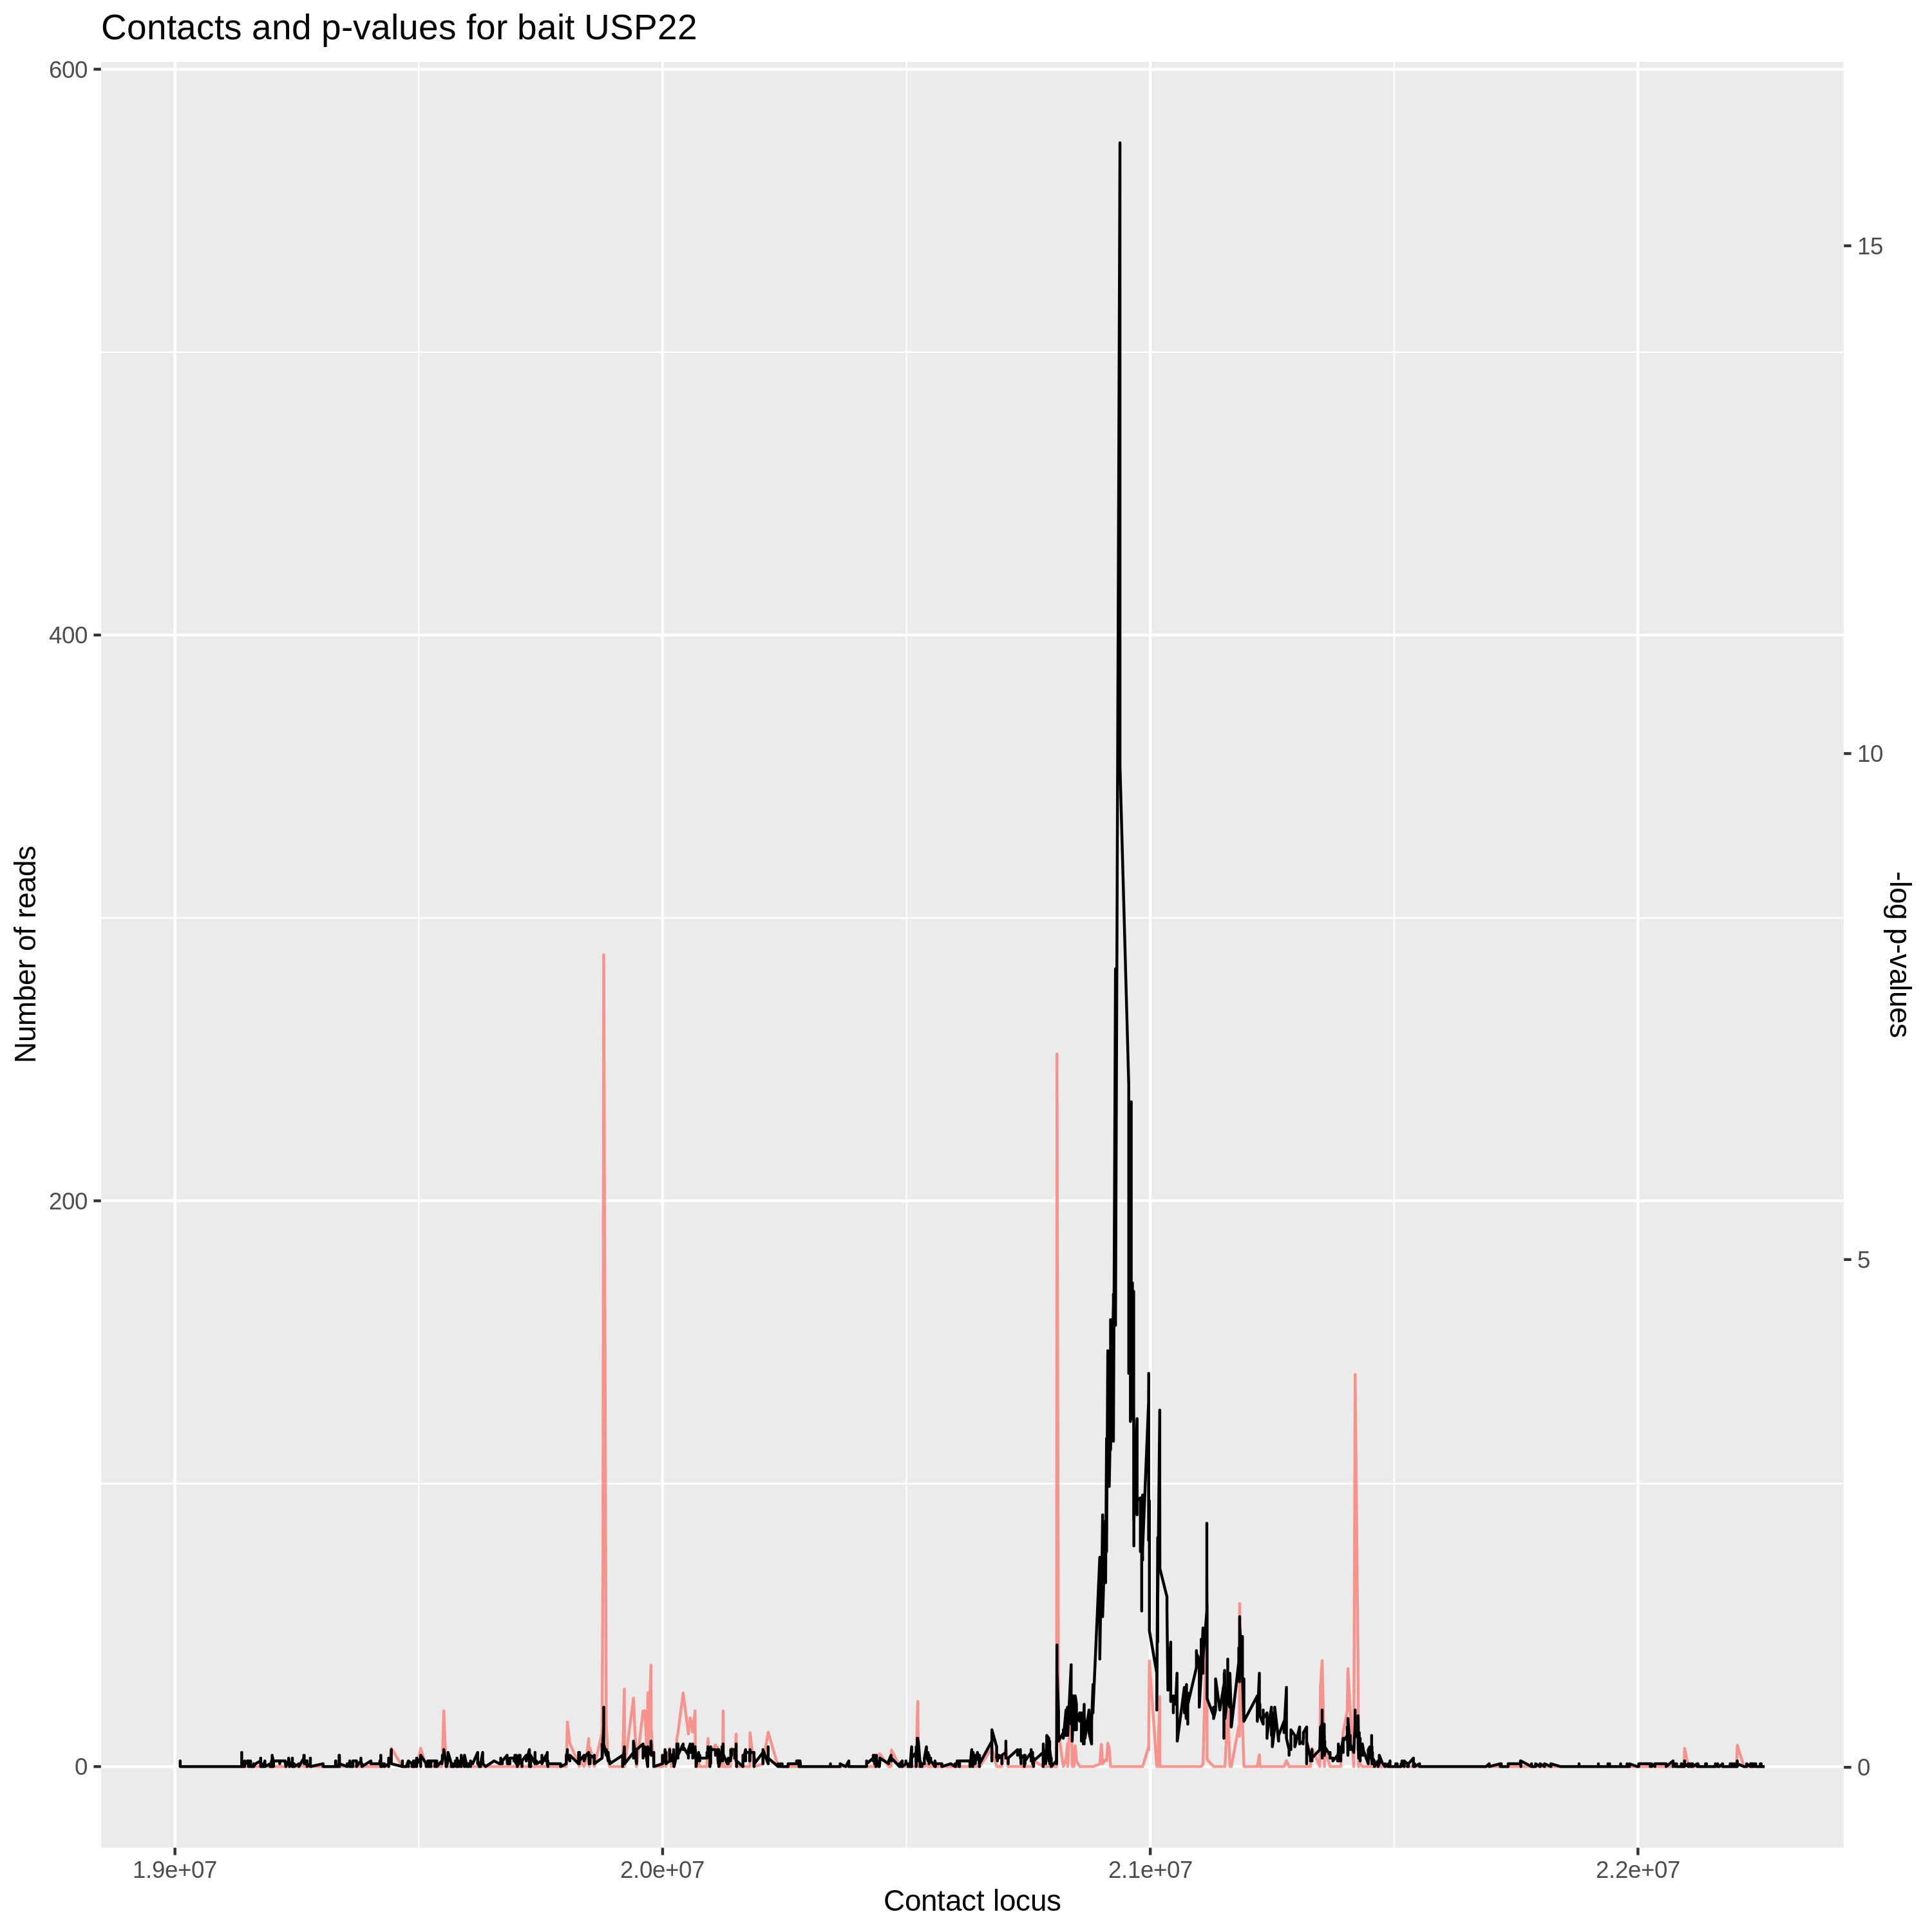 Contacts and p-values for bait USP22
600
400
200
0
Number of reads
15
10
5
0
-log p-values
1.9e+07
2.0e+07
2.1e+07
2.2e+07
Contact locus